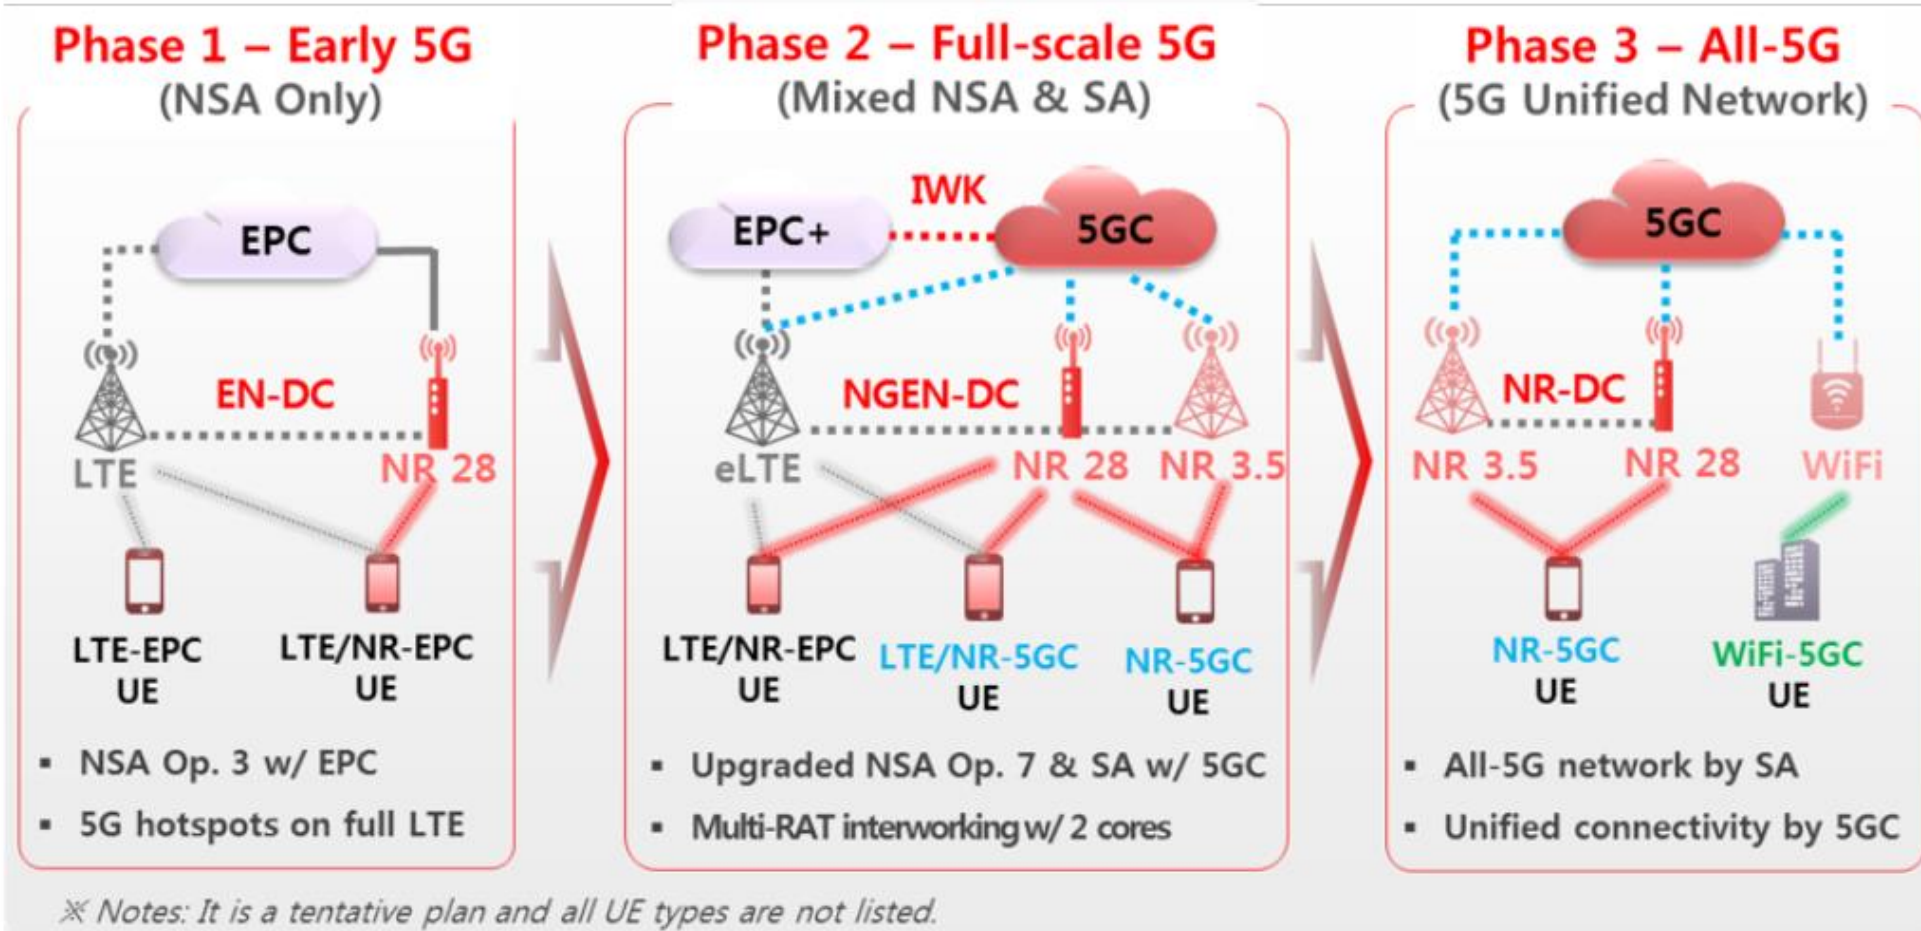 Phase 1 – Early 5G
(NSA Only)
EPC
EN-DC
LTE
NR 28
LTE-EPC
UE
LTE/NR-EPC
UE
▪ NSA Op. 3 w/ EPC
▪ 5G hotspots on full LTE
Phase 2 – Full-scale 5G
(Mixed NSA & SA)
EPC+
IWK
5GC
NGEN-DC
eLTE
NR 28
NR 3.5
LTE/NR-EPC
UE
LTE/NR-5GC
UE
NR-5GC
UE
▪ Upgraded NSA Op. 7 & SA w/ 5GC
▪ Multi-RAT interworking w/ 2 cores
Phase 3 – All-5G
(5G Unified Network)
5GC
NR-DC
NR 3.5
NR 28
WiFi
NR-5GC
UE
WiFi-5GC
UE
▪ All-5G network by SA
▪ Unified connectivity by 5GC
※ Notes: It is a tentative plan and all UE types are not listed.